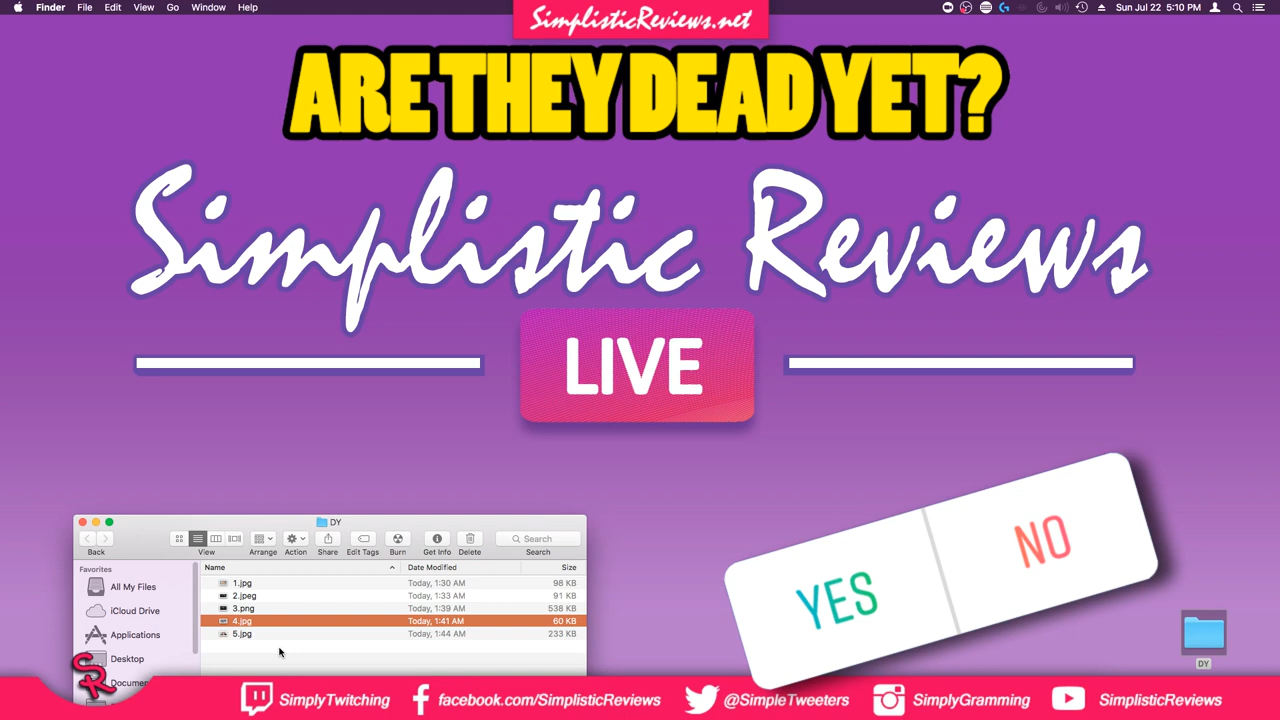 Finder File Edit View Go Window Help
Sun Jul 22 5:10 PM
SimplisticReviews.net
ARE THEY DEAD YET?
Simplistic Reviews
LIVE
DY
Back View Arrange Action Share Edit Tags Burn Get Info Delete Search
Search
Favorites
All My Files
iCloud Drive
Applications
Desktop
Docum
Name Date Modified Size
1.jpg Today, 1:30 AM 98 KB
2.jpeg Today, 1:33 AM 91 KB
3.png Today, 1:39 AM 538 KB
4.jpg Today, 1:41 AM 60 KB
5.jpg Today, 1:44 AM 233 KB
YES NO
DY
SR
SimplyTwitching facebook.com/SimplisticReviews @SimpleTweeters SimplyGramming SimplisticReviews